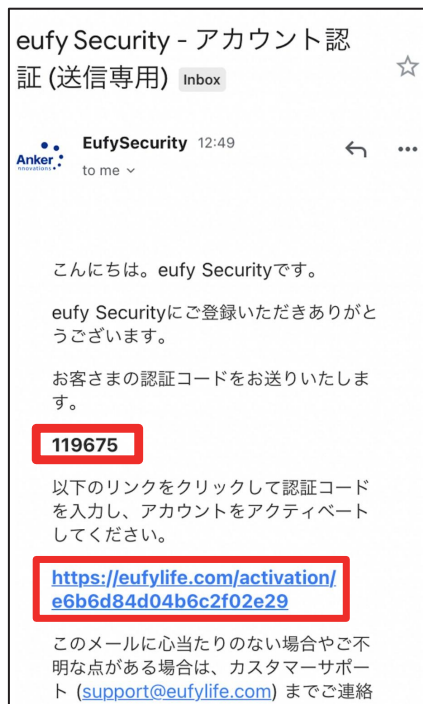 eufy Security - アカウント認
証 (送信専用) Inbox
EufySecurity 12:49
Anker
nnovations
to me
こんにちは。eufy Securityです。
eufy Securityにご登録いただきありがと
うございます。
お客さまの認証コードをお送りいたしま
す。
119675
以下のリンクをクリックして認証コード
を入力し、アカウントをアクティベート
してください。
https://eufylife.com/activation/
e6b6d84d04b6c2f02e29
このメールに心当たりのない場合やご不
明な点がある場合は、カスタマーサポー
ト (support@eufylife.com) までご連絡